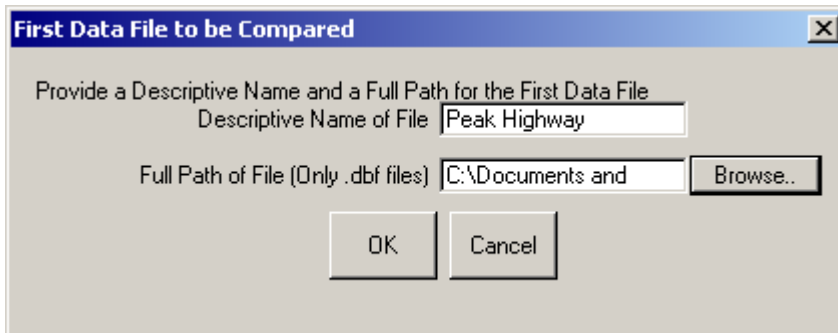 First Data File to be Compared
Provide a Descriptive Name and a Full Path for the First Data File
Descriptive Name of File Peak Highway
Full Path of File (Only .dbf files) C:\Documents and Browse..
OK Cancel